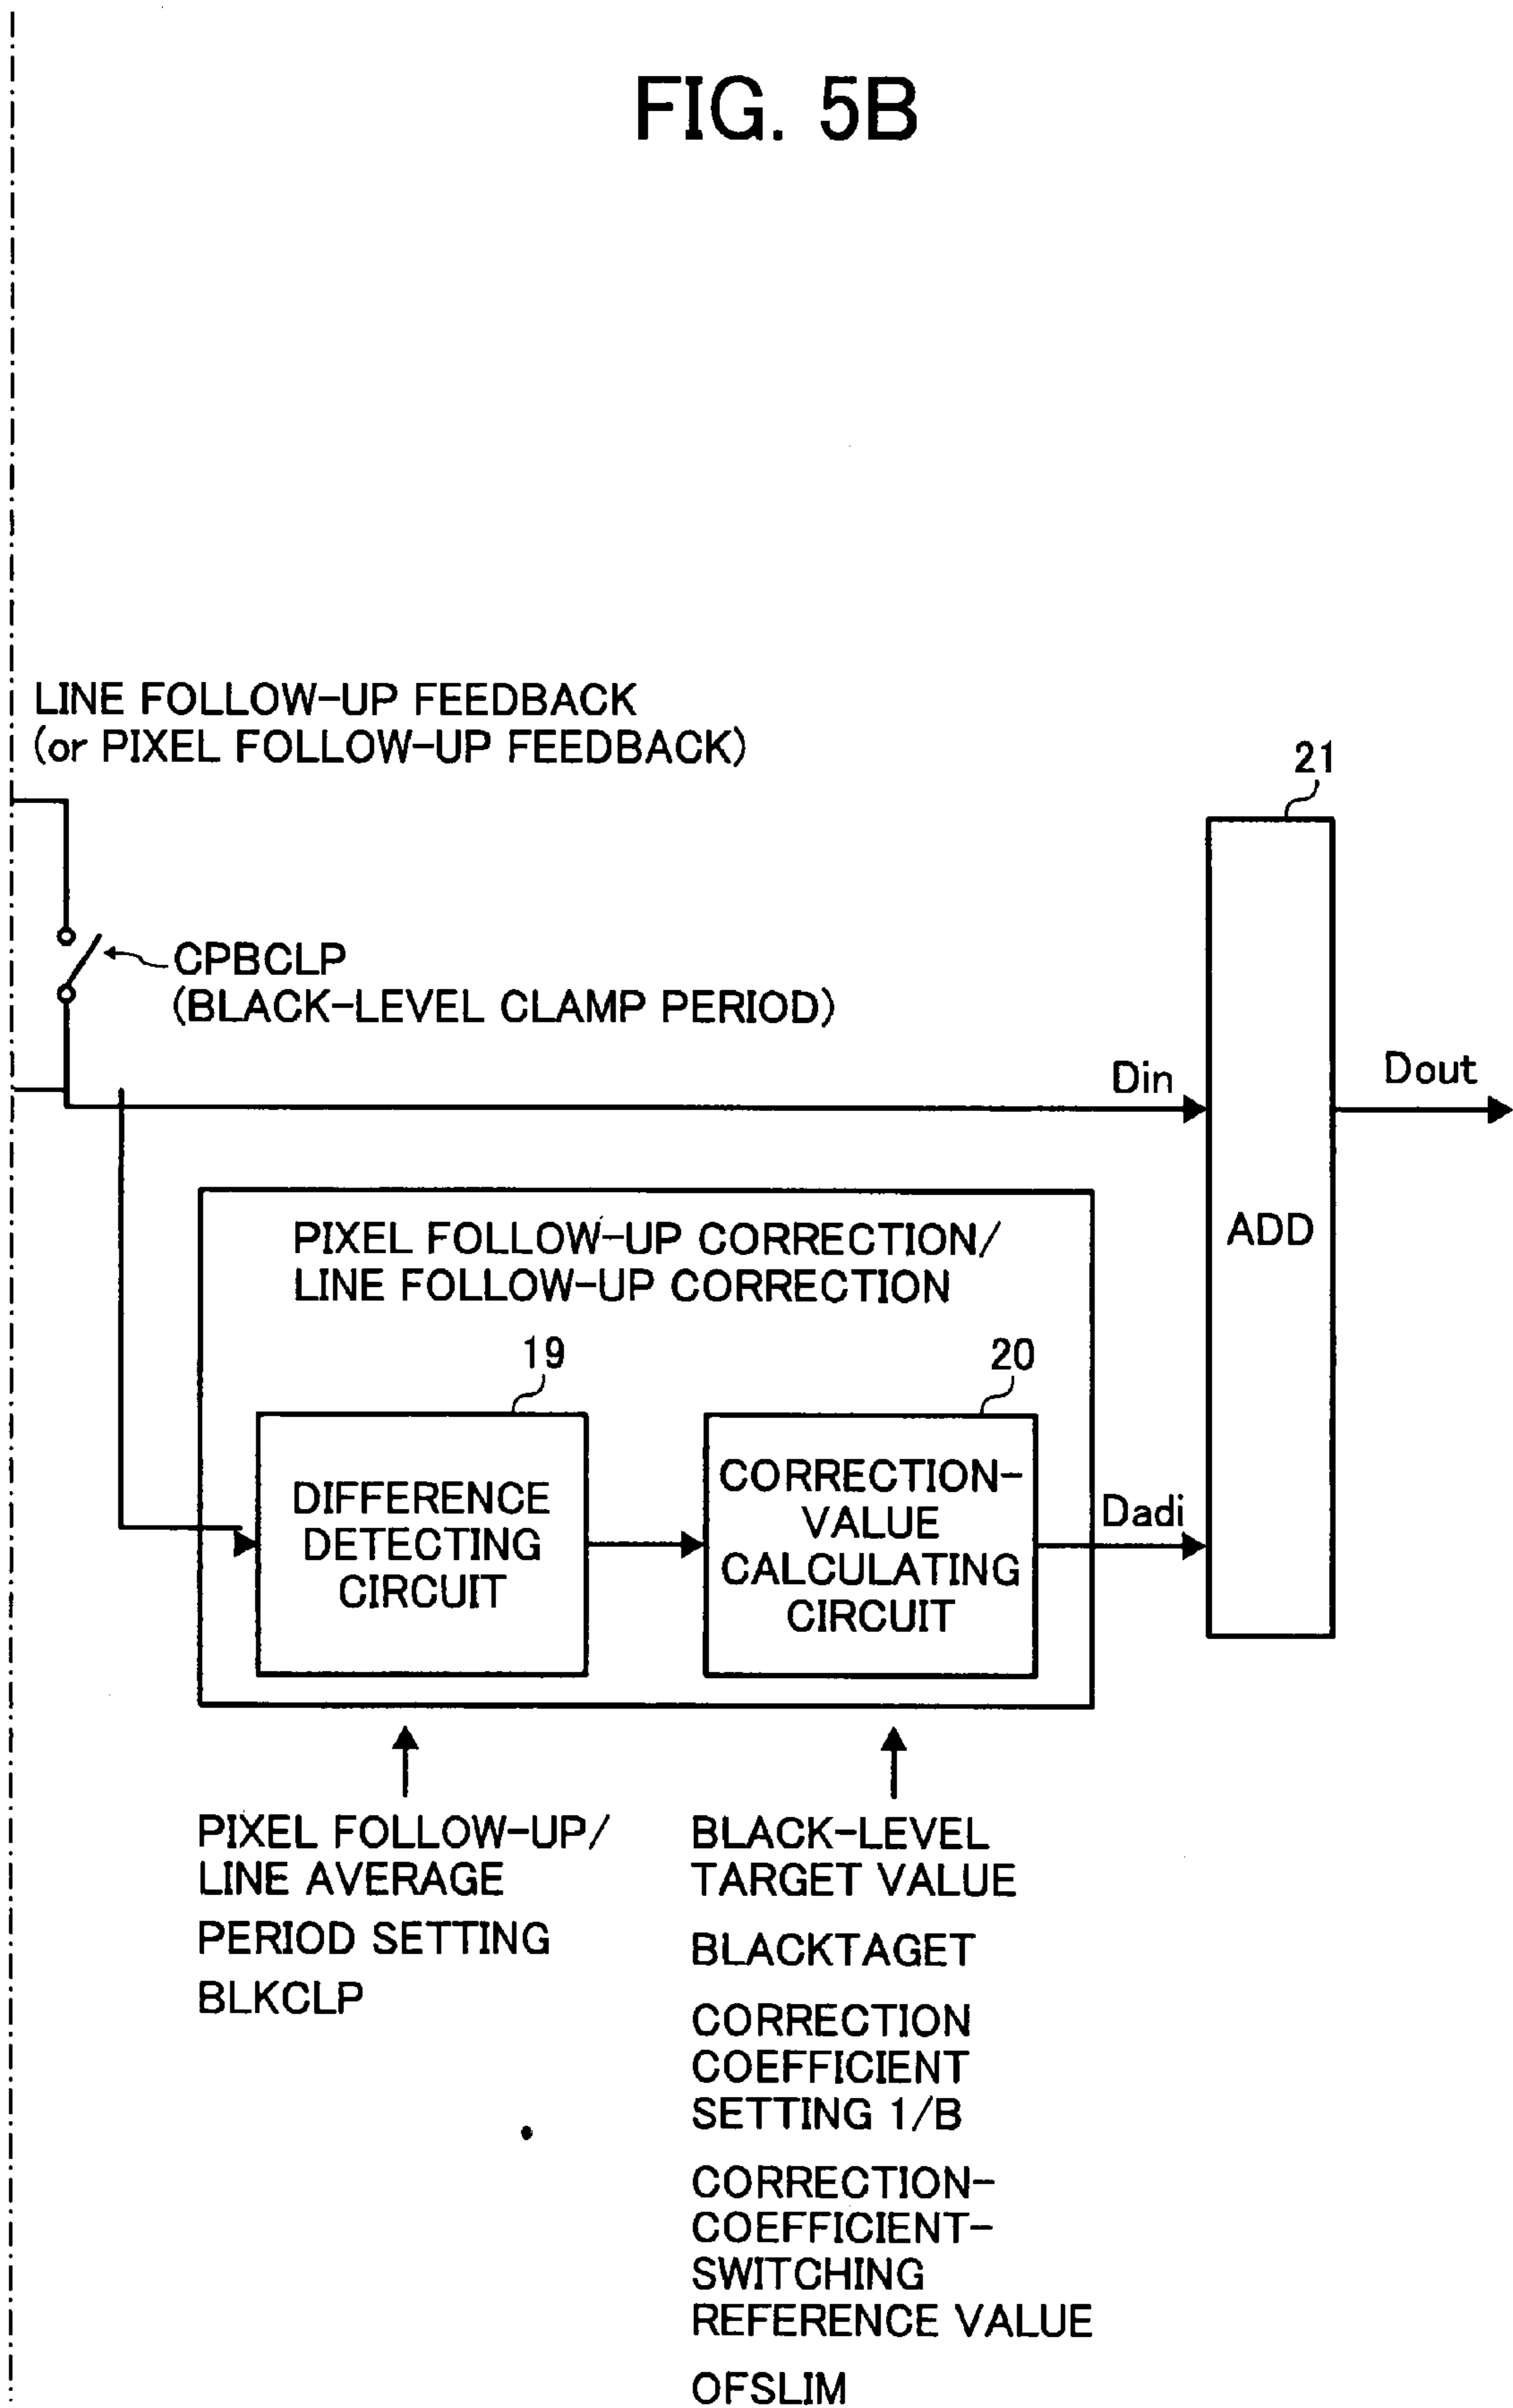 FIG. 5B
LINE FOLLOW-UP FEEDBACK
(or PIXEL FOLLOW-UP FEEDBACK)
21
CPBCLP
(BLACK-LEVEL CLAMP PERIOD)
Din
Dout
ADD
PIXEL FOLLOW-UP CORRECTION/
LINE FOLLOW-UP CORRECTION
19
20
DIFFERENCE
DETECTING
CIRCUIT
CORRECTION-
VALUE
CALCULATING
CIRCUIT
Dadi
PIXEL FOLLOW-UP/
LINE AVERAGE
PERIOD SETTING
BLKCLP
BLACK-LEVEL
TARGET VALUE
BLACKTAGET
CORRECTION
COEFFICIENT
SETTING 1/B
CORRECTION-
COEFFICIENT-
SWITCHING
REFERENCE VALUE
OFSLIM